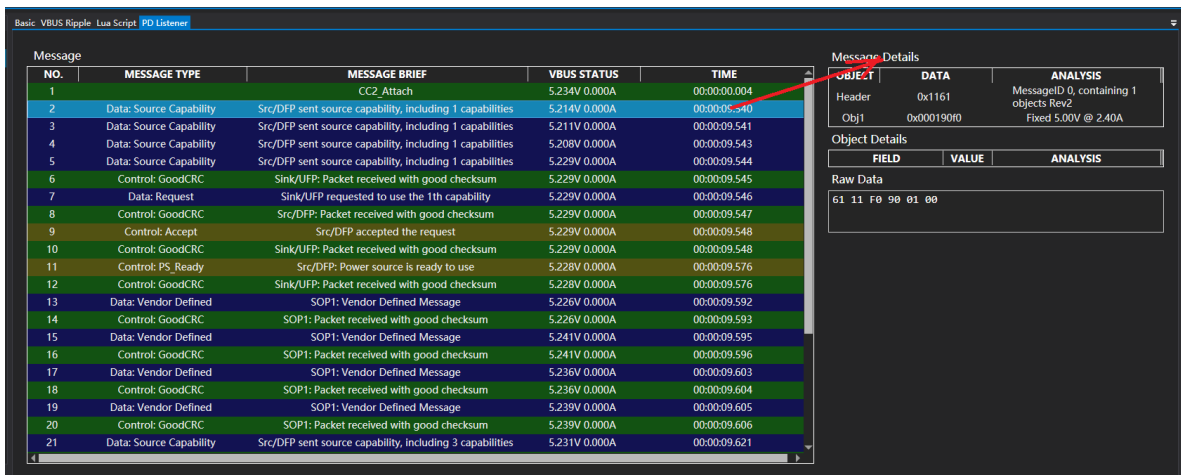 Basic VBUS Ripple Lua Script PD Listener
Message
NO. MESSAGE TYPE MESSAGE BRIEF VBUS STATUS TIME
1 CC2_Attach 5.234V 0.000A 00:00:00.004
2 Data: Source Capability Src/DFP sent source capability, including 1 capabilities 5.214V 0.000A 00:00:09.540
3 Data: Source Capability Src/DFP sent source capability, including 1 capabilities 5.211V 0.000A 00:00:09.541
4 Data: Source Capability Src/DFP sent source capability, including 1 capabilities 5.208V 0.000A 00:00:09.543
5 Data: Source Capability Src/DFP sent source capability, including 1 capabilities 5.229V 0.000A 00:00:09.544
6 Control: GoodCRC Sink/UFP: Packet received with good checksum 5.229V 0.000A 00:00:09.545
7 Data: Request Sink/UFP requested to use the 1th capability 5.229V 0.000A 00:00:09.546
8 Control: GoodCRC Src/DFP: Packet received with good checksum 5.229V 0.000A 00:00:09.547
9 Control: Accept Src/DFP accepted the request 5.229V 0.000A 00:00:09.548
10 Control: GoodCRC Sink/UFP: Packet received with good checksum 5.229V 0.000A 00:00:09.548
11 Control: PS_Ready Src/DFP: Power source is ready to use 5.228V 0.000A 00:00:09.576
12 Control: GoodCRC Sink/UFP: Packet received with good checksum 5.228V 0.000A 00:00:09.576
13 Data: Vendor Defined SOP1: Vendor Defined Message 5.226V 0.000A 00:00:09.592
14 Control: GoodCRC SOP1: Packet received with good checksum 5.226V 0.000A 00:00:09.593
15 Data: Vendor Defined SOP1: Vendor Defined Message 5.241V 0.000A 00:00:09.595
16 Control: GoodCRC SOP1: Packet received with good checksum 5.241V 0.000A 00:00:09.596
17 Data: Vendor Defined SOP1: Vendor Defined Message 5.236V 0.000A 00:00:09.603
18 Control: GoodCRC SOP1: Packet received with good checksum 5.236V 0.000A 00:00:09.604
19 Data: Vendor Defined SOP1: Vendor Defined Message 5.239V 0.000A 00:00:09.605
20 Control: GoodCRC SOP1: Packet received with good checksum 5.239V 0.000A 00:00:09.606
21 Data: Source Capability Src/DFP sent source capability, including 3 capabilities 5.231V 0.000A 00:00:09.621
Message Details
OBJECT DATA ANALYSIS
Header 0x1161 MessageID 0, containing 1
objects Rev2
Obj1 0x000190f0 Fixed 5.00V @ 2.40A
Object Details
FIELD VALUE ANALYSIS
Raw Data
61 11 F0 90 01 00